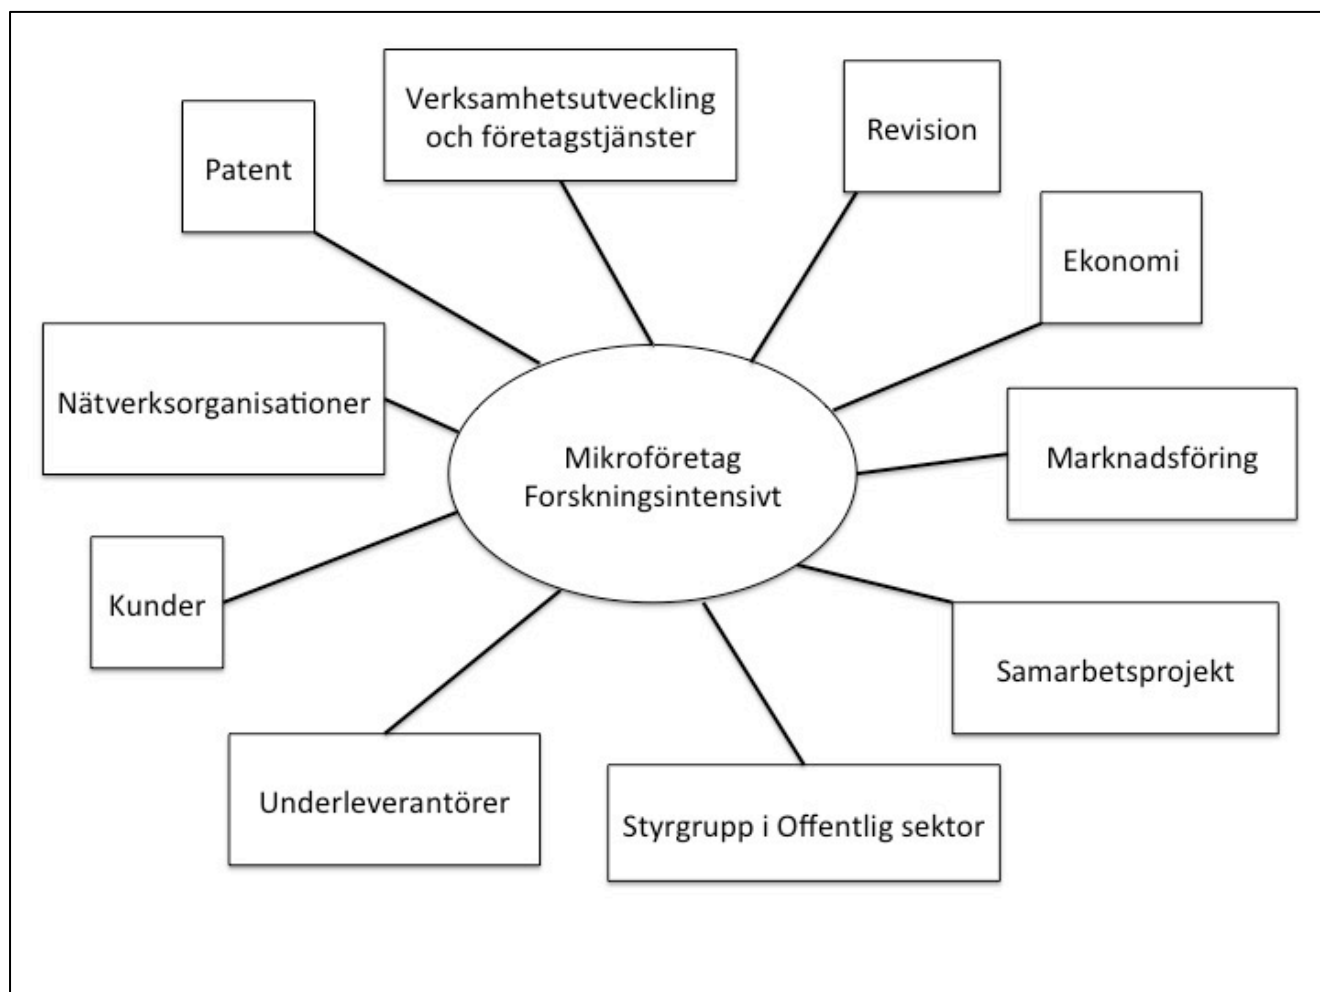 Verksamhetsutveckling
och företagstjänster
Revision
Patent
Ekonomi
Nätverksorganisationer
Mikroföretag
Forskningsintensivt
Marknadsföring
Kunder
Samarbetsprojekt
Underleverantörer
Styrgrupp i Offentlig sektor